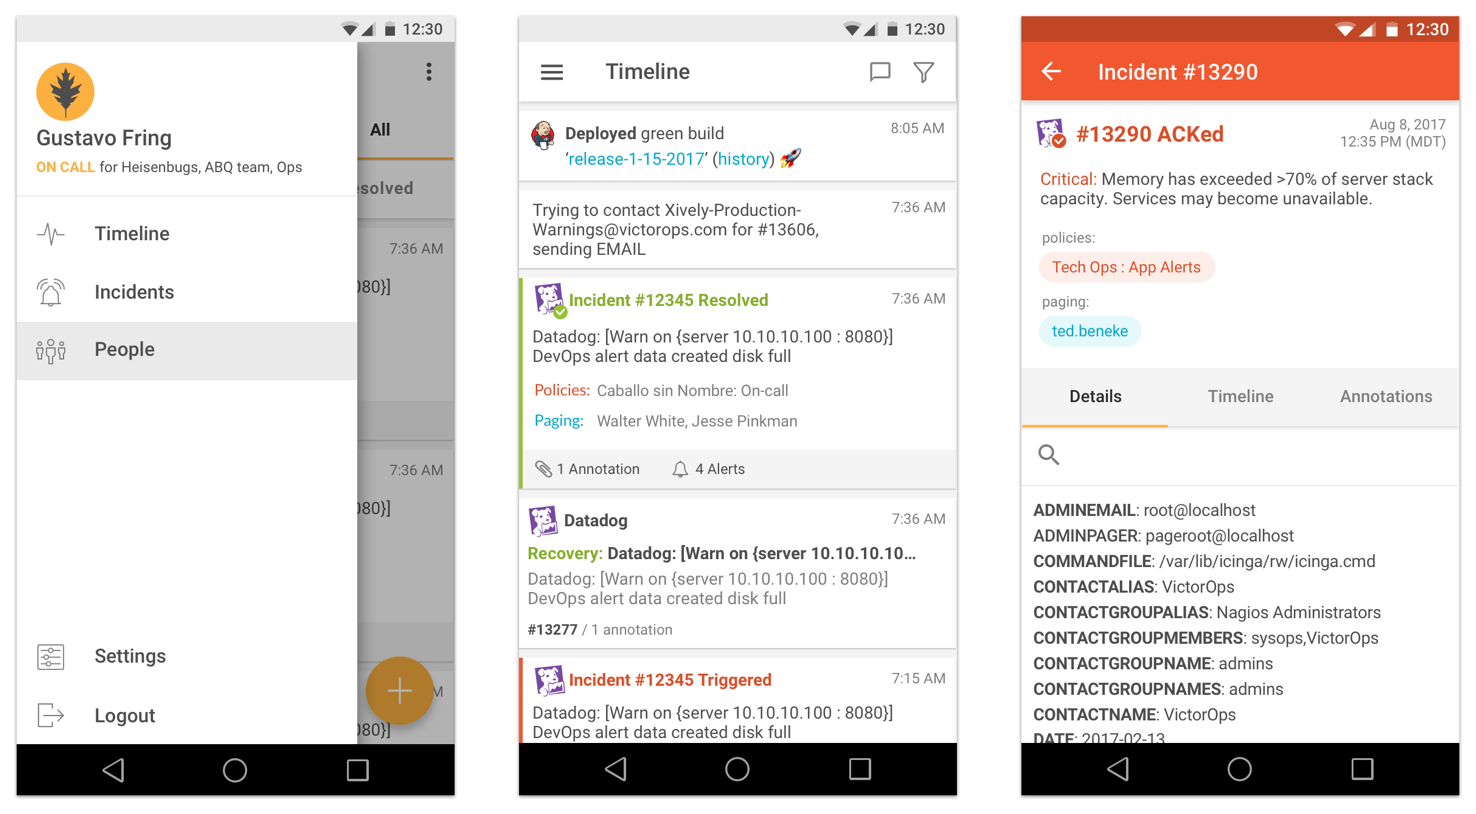 12:30
Gustavo Fring
ON CALL for Heisenbugs, ABQ team, Ops
Timeline
Incidents
People
Settings
Logout
All
esolved
7:36 AM
080}]
7:36 AM
080}]
M
080}]
12:30
Timeline
Deployed green build
‘release-1-15-2017’ (history) 🚀
8:05 AM
Trying to contact Xively-Production-
Warnings@victorops.com for #13606,
sending EMAIL
7:36 AM
Incident #12345 Resolved
7:36 AM
Datadog: [Warn on {server 10.10.10.100 : 8080}]
DevOps alert data created disk full
Policies: Caballo sin Nombre: On-call
Paging: Walter White, Jesse Pinkman
1 Annotation 4 Alerts
Datadog
7:36 AM
Recovery: Datadog: [Warn on {server 10.10.10.10...
Datadog: [Warn on {server 10.10.10.100 : 8080}]
DevOps alert data created disk full
#13277 / 1 annotation
Incident #12345 Triggered
7:15 AM
Datadog: [Warn on {server 10.10.10.100 : 8080}]
DevOps alert data created disk full
12:30
Incident #13290
#13290 ACKed
Aug 8, 2017
12:35 PM (MDT)
Critical: Memory has exceeded >70% of server stack
capacity. Services may become unavailable.
policies:
Tech Ops : App Alerts
paging:
ted.beneke
Details Timeline Annotations
ADMINEMAIL: root@localhost
ADMINPAGER: pageroot@localhost
COMMANDFILE: /var/lib/icinga/rw/icinga.cmd
CONTACTALIAS: VictorOps
CONTACTGROUPALIAS: Nagios Administrators
CONTACTGROUPMEMBERS: sysops,VictorOps
CONTACTGROUPNAME: admins
CONTACTGROUPNAMES: admins
CONTACTNAME: VictorOps
DATE: 2017-02-13